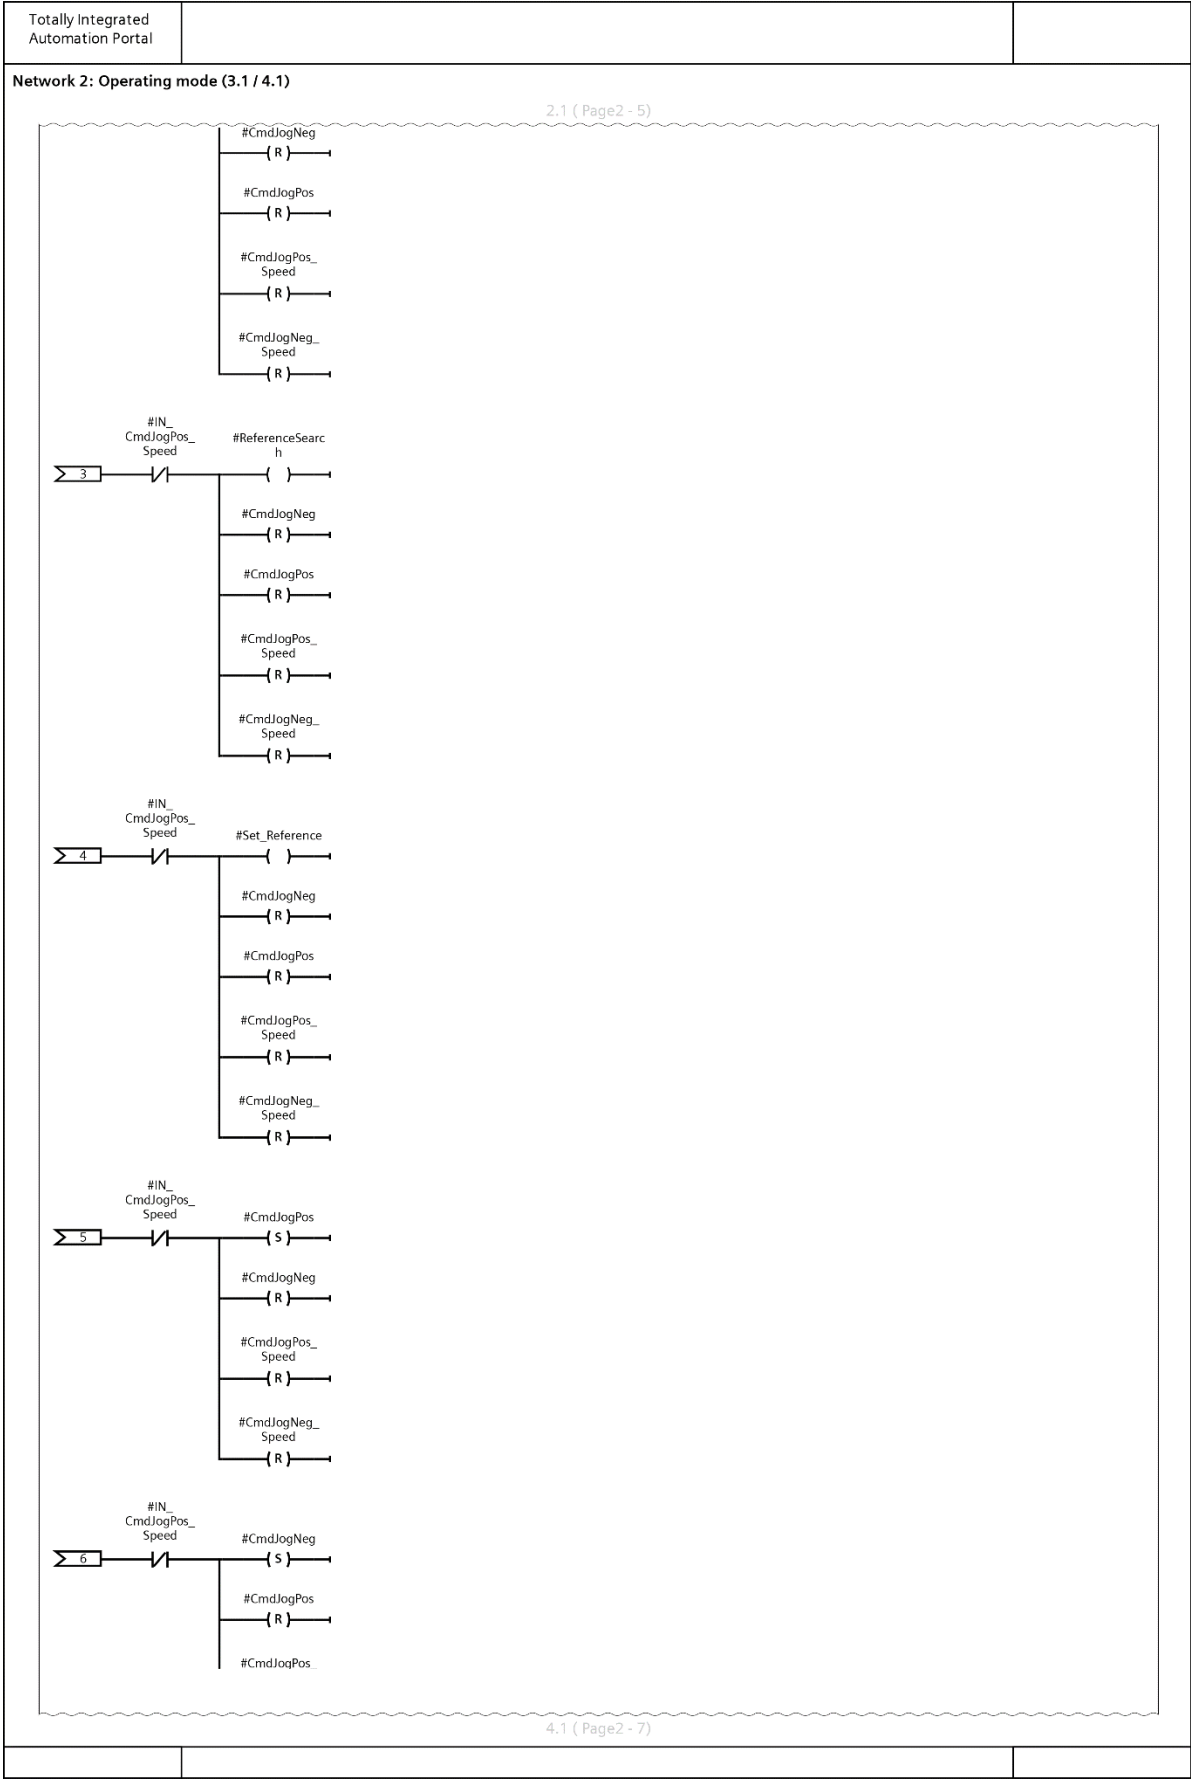 Totally Integrated
Automation Portal
Network 2: Operating mode (3.1 / 4.1)
2.1 ( Page2 - 5)
#CmdJogNeg
( R )
#CmdJogPos
( R )
#CmdJogPos_
Speed
( R )
#CmdJogNeg_
Speed
( R )
#IN_
CmdJogPos_
Speed
#ReferenceSearc
h
3
( )
#CmdJogNeg
( R )
#CmdJogPos
( R )
#CmdJogPos_
Speed
( R )
#CmdJogNeg_
Speed
( R )
#IN_
CmdJogPos_
Speed
#Set_Reference
4
( )
#CmdJogNeg
( R )
#CmdJogPos
( R )
#CmdJogPos_
Speed
( R )
#CmdJogNeg_
Speed
( R )
#IN_
CmdJogPos_
Speed
#CmdJogPos
5
( S )
#CmdJogNeg
( R )
#CmdJogPos_
Speed
( R )
#CmdJogNeg_
Speed
( R )
#IN_
CmdJogPos_
Speed
#CmdJogNeg
6
( S )
#CmdJogPos
( R )
#CmdJogPos_
4.1 ( Page2 - 7)